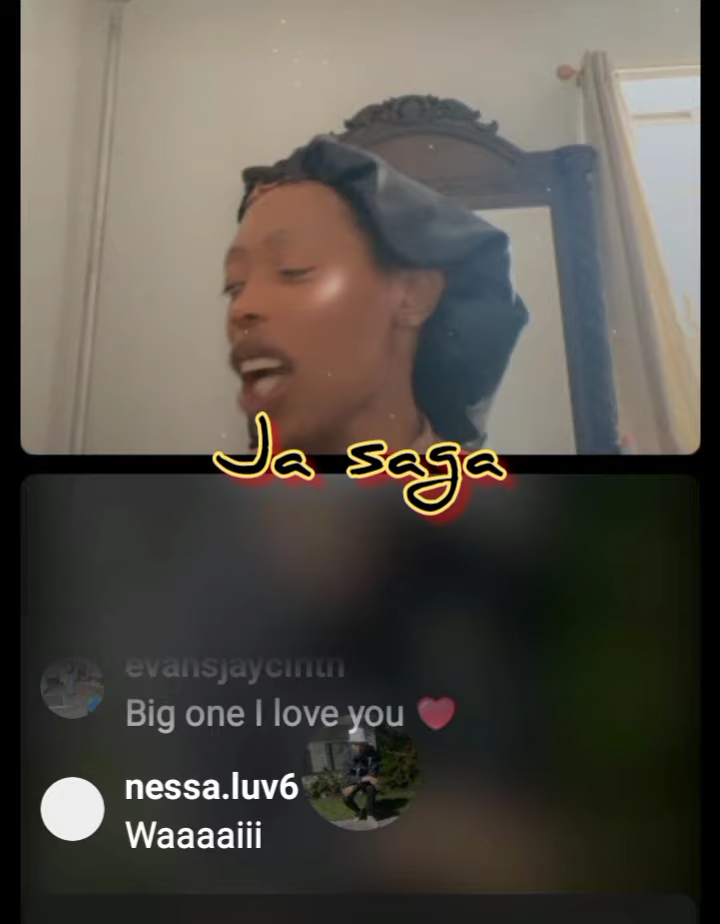 Ja saga
evansjaycinth
Big one I love you ❤️
nessa.luv6
Waaaaiii